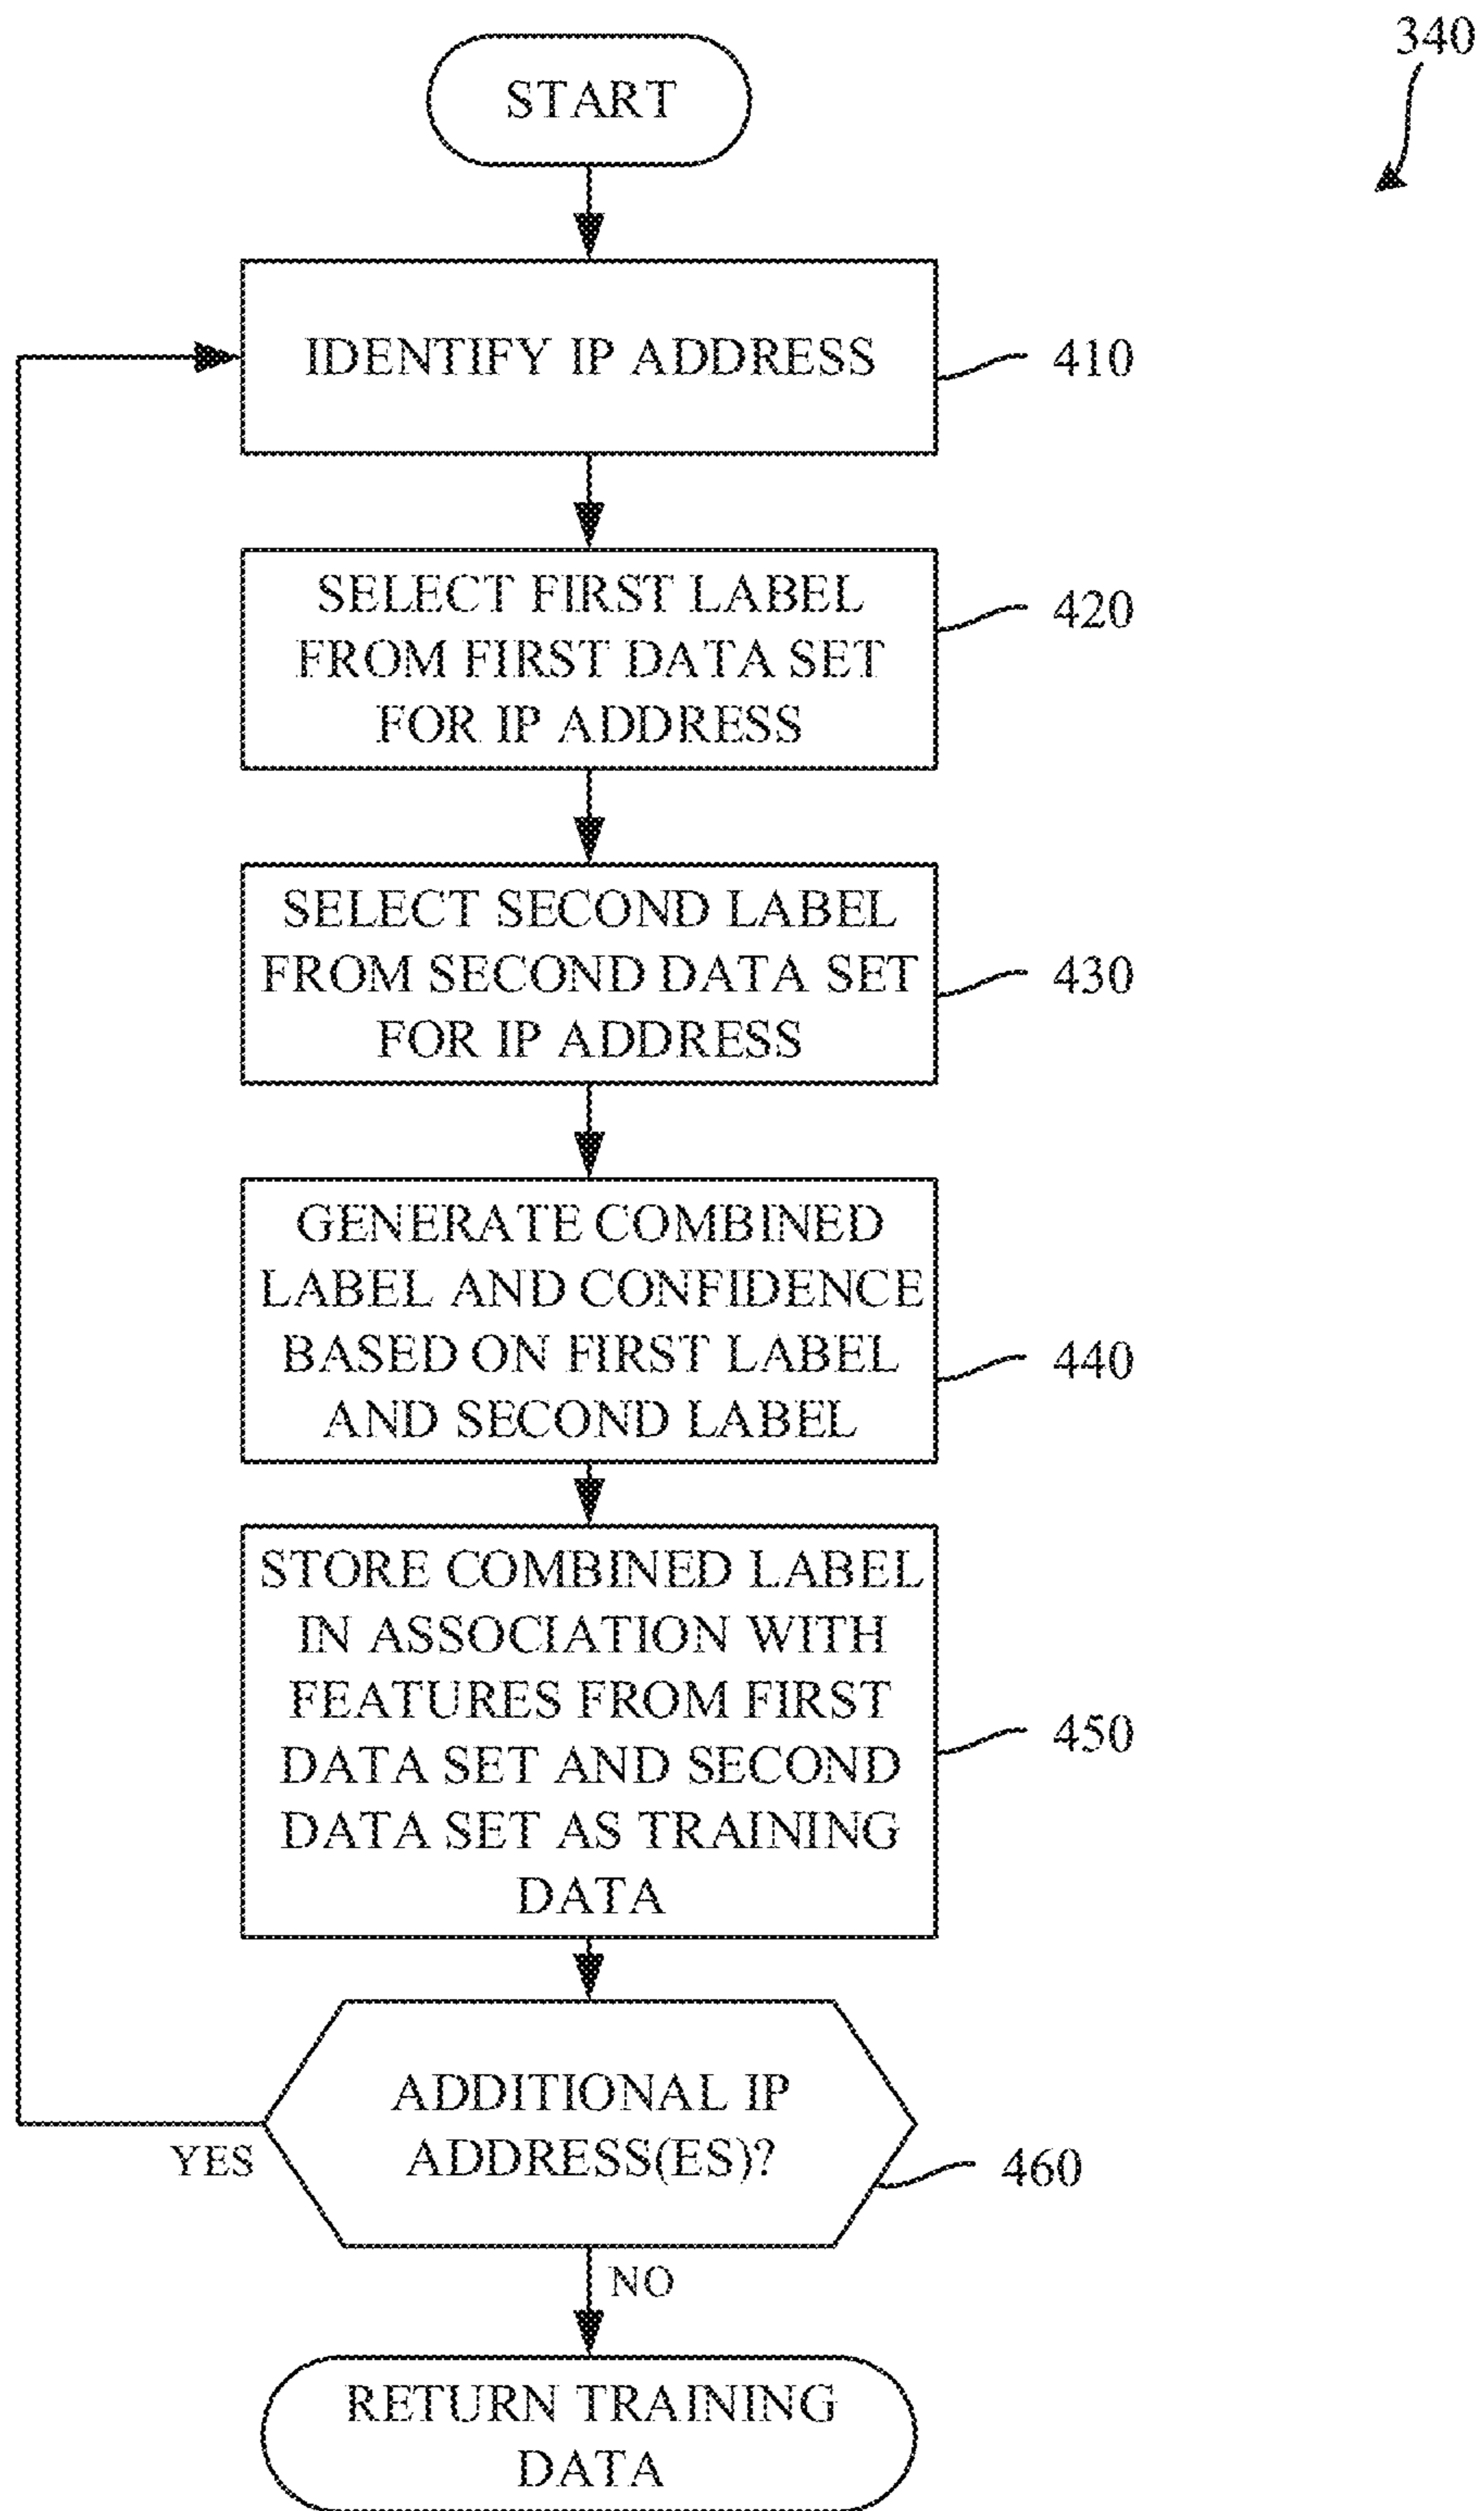 340
START
IDENTIFY IP ADDRESS
410
SELECT FIRST LABEL
FROM FIRST DATA SET
FOR IP ADDRESS
420
SELECT SECOND LABEL
FROM SECOND DATA SET
FOR IP ADDRESS
430
GENERATE COMBINED
LABEL AND CONFIDENCE
BASED ON FIRST LABEL
AND SECOND LABEL
440
STORE COMBINED LABEL
IN ASSOCIATION WITH
FEATURES FROM FIRST
DATA SET AND SECOND
DATA SET AS TRAINING
DATA
450
ADDITIONAL IP
ADDRESS(ES)?
460
YES
NO
RETURN TRAINING
DATA